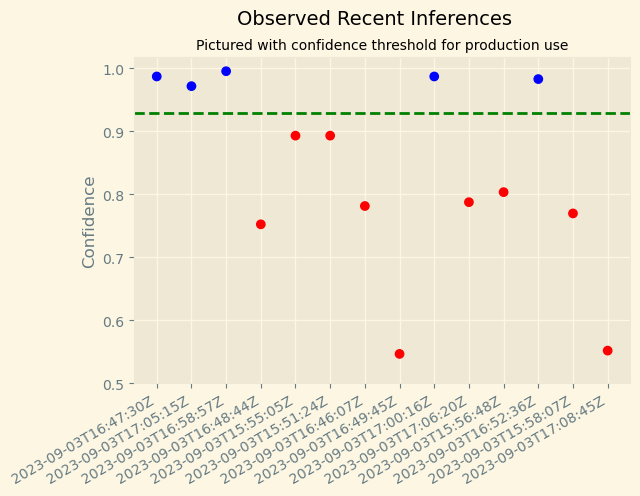 Observed Recent Inferences
Pictured with confidence threshold for production use
1.0
0.9
0.8
0.7
0.6
0.5
Confidence
2023-09-03T16:47:30Z
2023-09-03T17:05:15Z
2023-09-03T16:58:57Z
2023-09-03T16:48:44Z
2023-09-03T15:55:05Z
2023-09-03T15:51:24Z
2023-09-03T16:46:07Z
2023-09-03T16:49:45Z
2023-09-03T17:00:16Z
2023-09-03T17:06:20Z
2023-09-03T15:56:48Z
2023-09-03T16:52:36Z
2023-09-03T15:58:07Z
2023-09-03T17:08:45Z